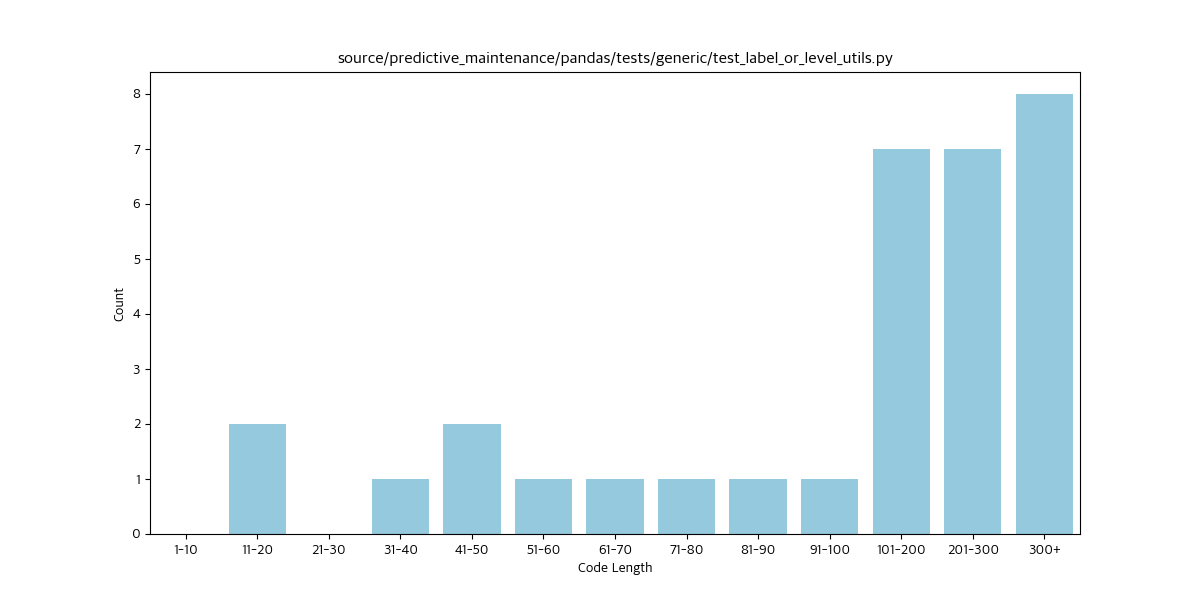 source/predictive_maintenance/pandas/tests/generic/test_label_or_level_utils.py
8
7
6
5
4
3
2
1
0
Count
1-10 11-20 21-30 31-40 41-50 51-60 61-70 71-80 81-90 91-100 101-200 201-300 300+
Code Length